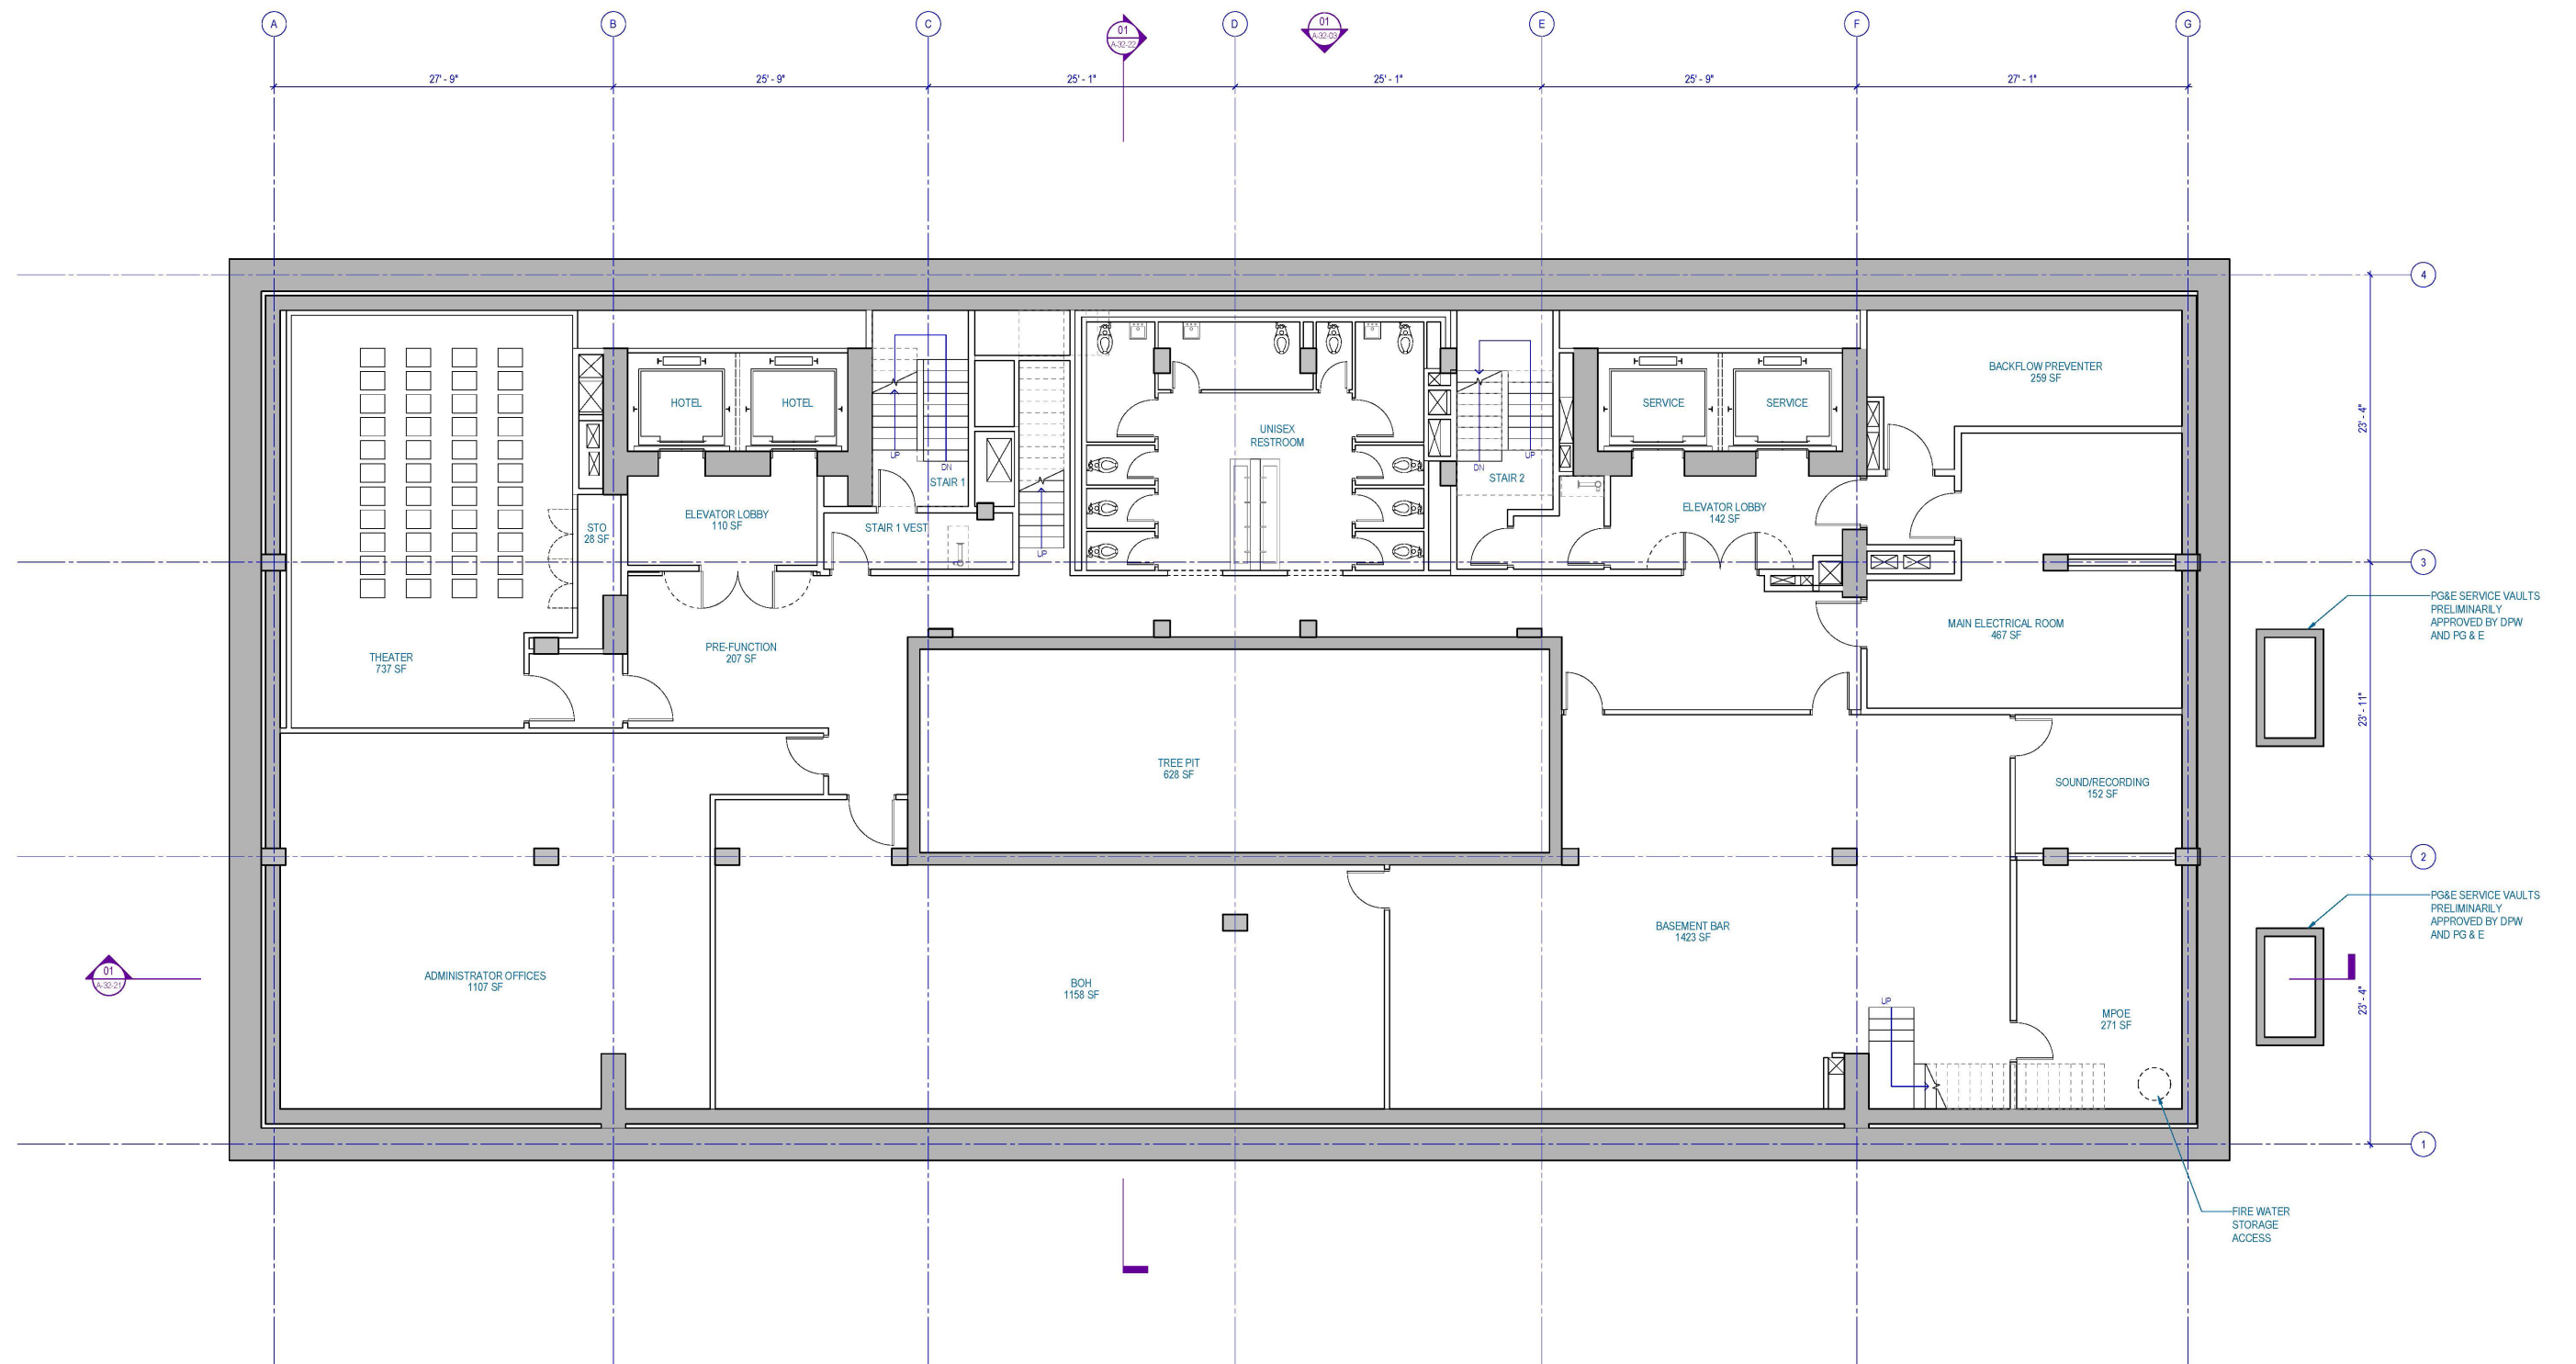 A
B
C
01
A-32-22
D
01
A-32-03
E
F
G
27' - 9"
25' - 9"
25' - 1"
25' - 1"
25' - 9"
27' - 1"
4
BACKFLOW PREVENTER
259 SF
HOTEL
HOTEL
SERVICE
SERVICE
23' - 4"
UNISEX
RESTROOM
UP
DN
STAIR 1
DN
UP
STAIR 2
ELEVATOR LOBBY
110 SF
STO
28 SF
STAIR 1 VEST
UP
ELEVATOR LOBBY
142 SF
3
PG&E SERVICE VAULTS
PRELIMINARILY
APPROVED BY DPW
AND PG & E
MAIN ELECTRICAL ROOM
467 SF
THEATER
737 SF
PRE-FUNCTION
207 SF
23' - 11"
TREE PIT
628 SF
SOUND/RECORDING
152 SF
2
PG&E SERVICE VAULTS
PRELIMINARILY
APPROVED BY DPW
AND PG & E
BASEMENT BAR
1423 SF
01
A-32-21
ADMINISTRATOR OFFICES
1107 SF
BOH
1158 SF
UP
MPOE
271 SF
23' - 4"
1
FIRE WATER
STORAGE
ACCESS